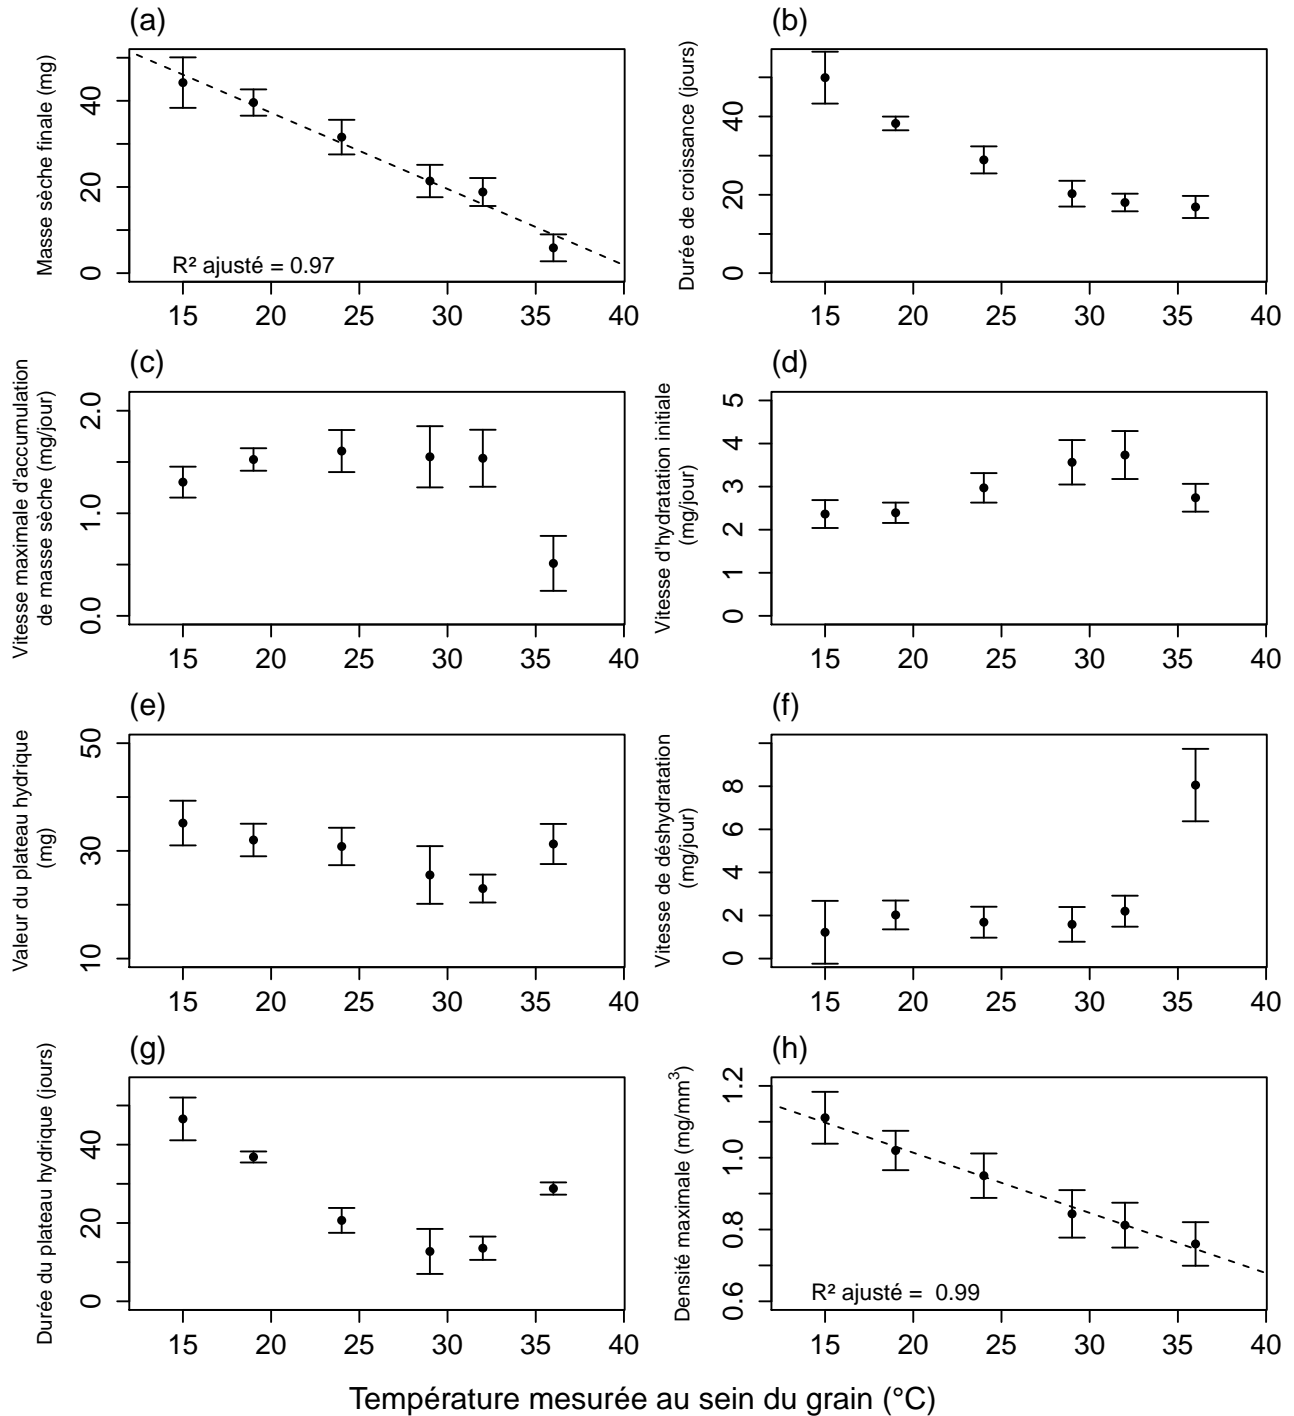 (a)
Masse sèche finale (mg)
0 20 40
R² ajusté = 0.97
15 20 25 30 35 40
(b)
Durée de croissance (jours)
0 20 40
15 20 25 30 35 40
(c)
Vitesse maximale d'accumulation
de masse sèche (mg/jour)
0.0 1.0 2.0
15 20 25 30 35 40
(d)
Vitesse d'hydratation initiale
(mg/jour)
0 1 2 3 4 5
15 20 25 30 35 40
(e)
Valeur du plateau hydrique
(mg)
10 30 50
15 20 25 30 35 40
(f)
Vitesse de déshydratation
(mg/jour)
0 2 4 6 8
15 20 25 30 35 40
(g)
Durée du plateau hydrique (jours)
0 20 40
15 20 25 30 35 40
(h)
Densité maximale (mg/mm³)
0.6 0.8 1.0 1.2
R² ajusté = 0.99
15 20 25 30 35 40
Température mesurée au sein du grain (°C)